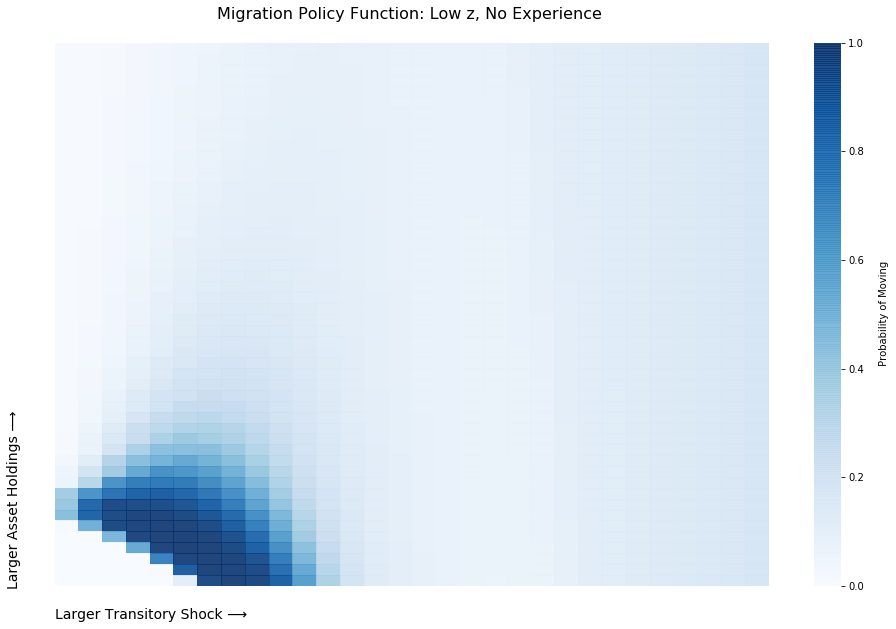 Migration Policy Function: Low z, No Experience
1.0
0.8
0.6
0.4
0.2
0.0
Probability of Moving
Larger Asset Holdings ⟶
Larger Transitory Shock ⟶